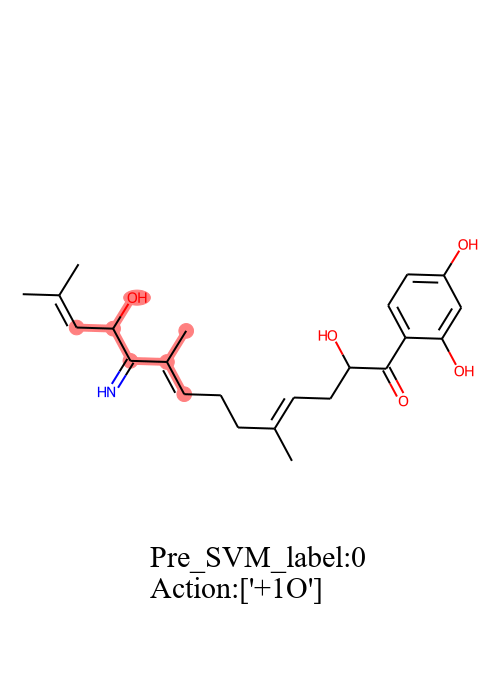 OH
OH
HO
OH
HN
O
Pre_SVM_label:0
Action:['+1O']